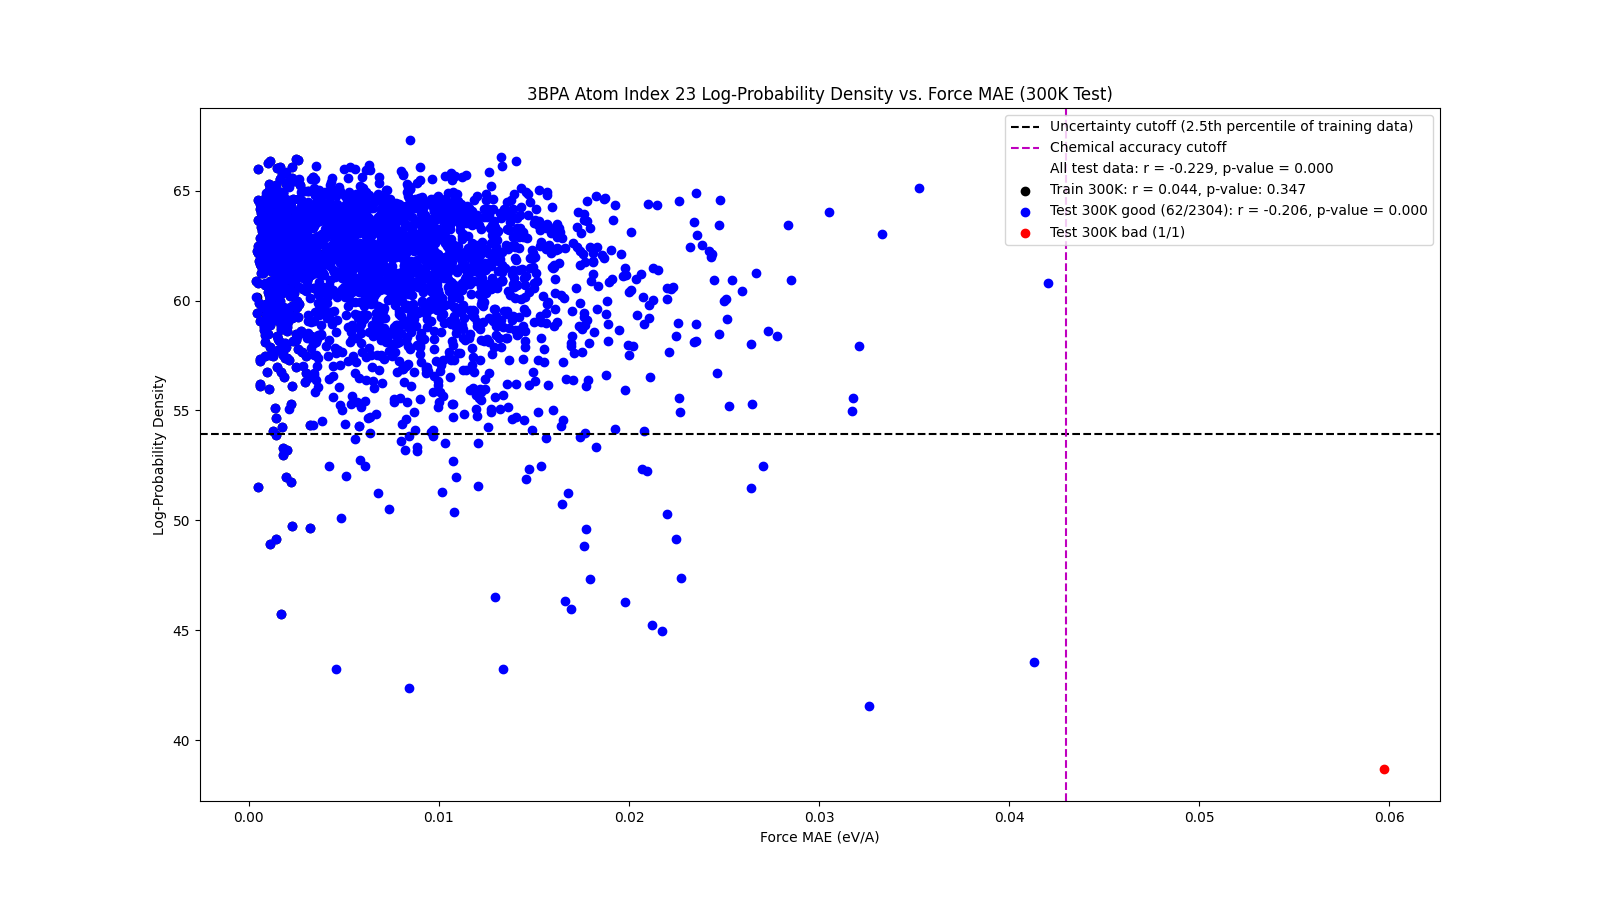 3BPA Atom Index 23 Log-Probability Density vs. Force MAE (300K Test)
Uncertainty cutoff (2.5th percentile of training data)
Chemical accuracy cutoff
All test data: r = -0.229, p-value = 0.000
Train 300K: r = 0.044, p-value: 0.347
Test 300K good (62/2304): r = -0.206, p-value = 0.000
Test 300K bad (1/1)
Log-Probability Density
65
60
55
50
45
40
0.00 0.01 0.02 0.03 0.04 0.05 0.06
Force MAE (eV/A)